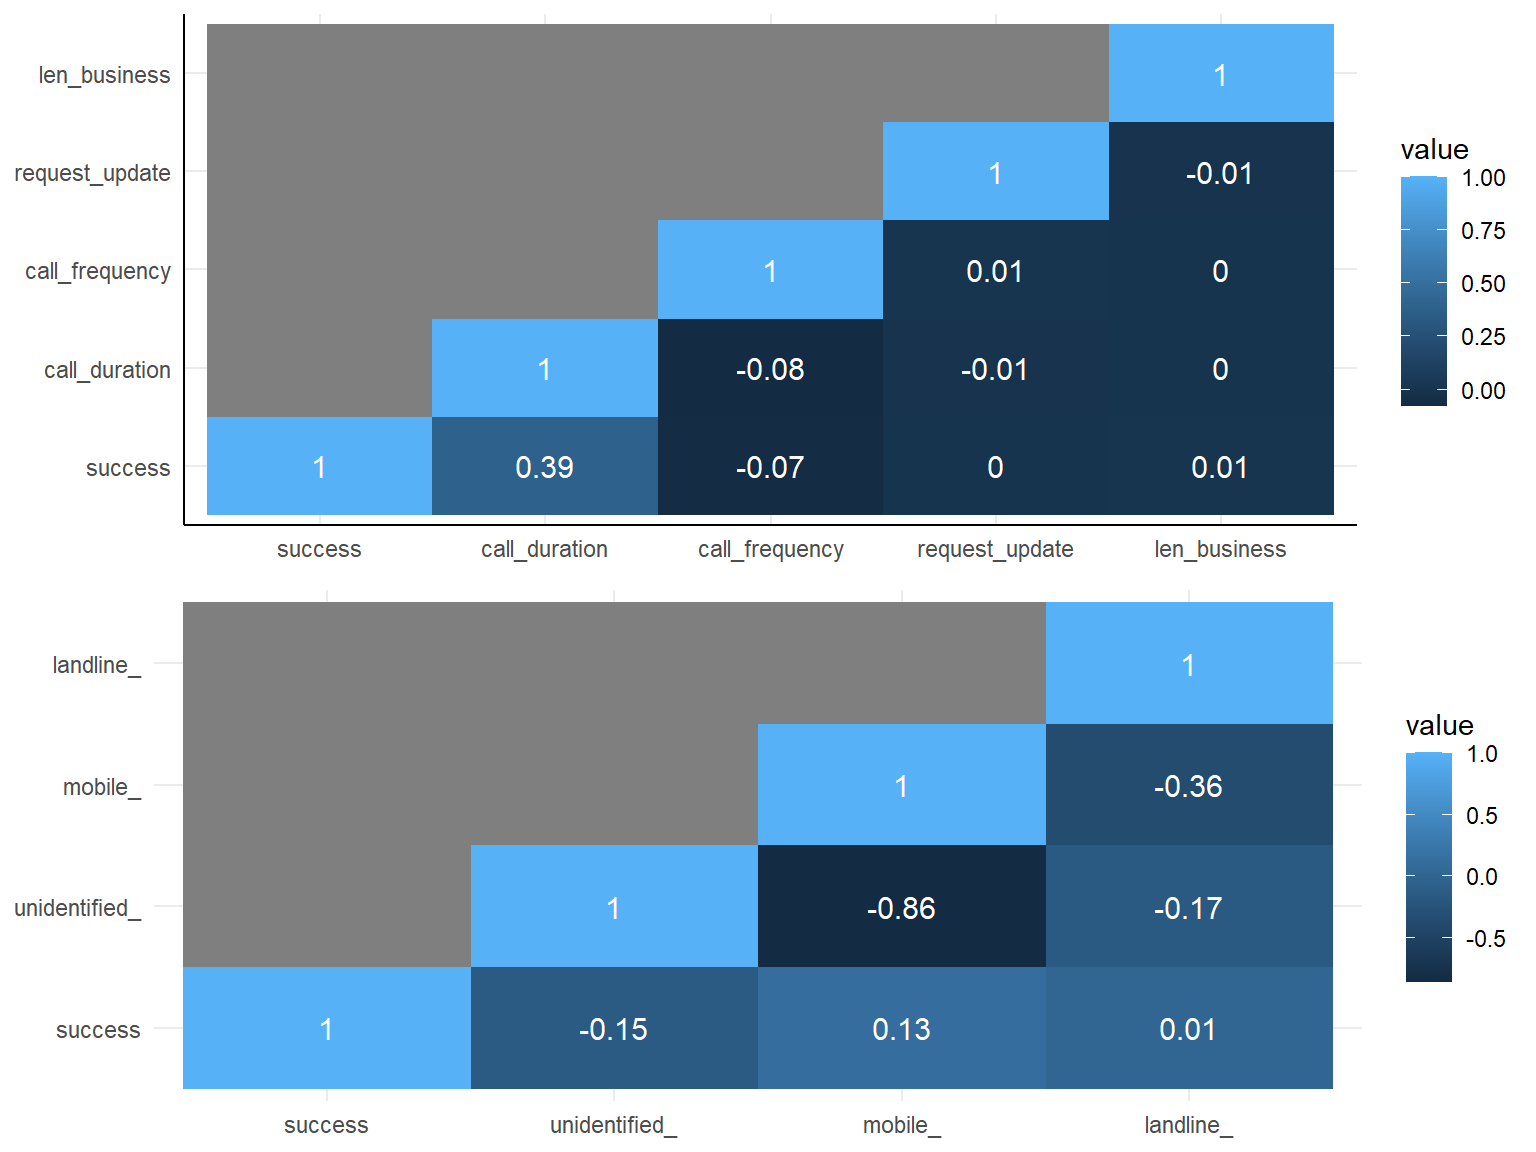 len_business
1
value
1.00
request_update
1
-0.01
0.75
call_frequency
1
0.01
0
0.50
0.25
call_duration
1
-0.08
-0.01
0
0.00
success
1
0.39
-0.07
0
0.01
success
call_duration
call_frequency
request_update
len_business
landline_
1
value
1.0
mobile_
1
-0.36
0.5
unidentified_
1
-0.86
-0.17
0.0
-0.5
success
1
-0.15
0.13
0.01
success
unidentified_
mobile_
landline_